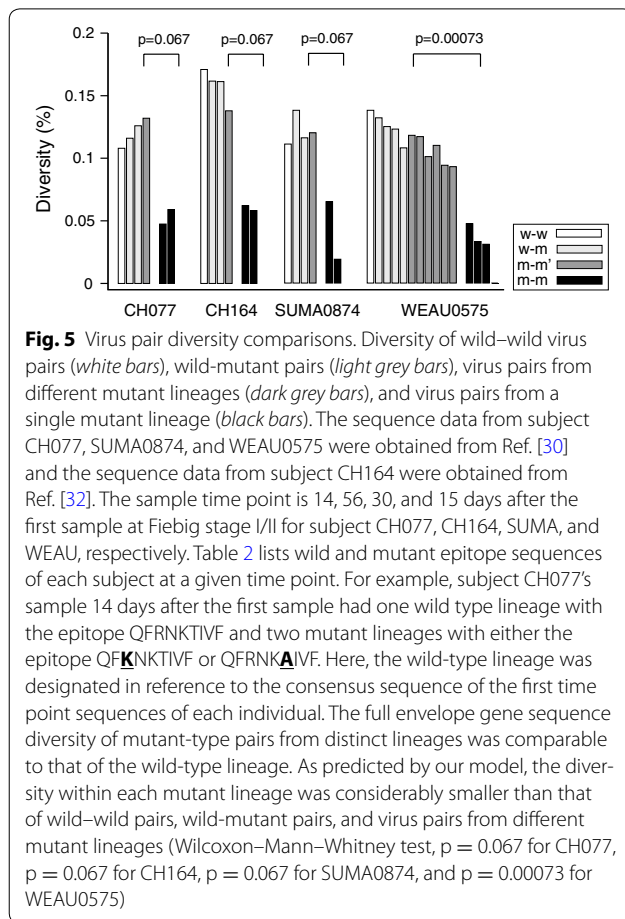 0.2
0.15
0.1
0.05
0
Diversity (%)
p=0.067
p=0.067
p=0.067
p=0.00073
CH077
CH164
SUMA0874
WEAU0575
w-w
w-m
m-m’
m-m
Fig. 5 Virus pair diversity comparisons. Diversity of wild–wild virus
pairs (white bars), wild-mutant pairs (light grey bars), virus pairs from
different mutant lineages (dark grey bars), and virus pairs from a
single mutant lineage (black bars). The sequence data from subject
CH077, SUMA0874, and WEAU0575 were obtained from Ref. [30]
and the sequence data from subject CH164 were obtained from
Ref. [32]. The sample time point is 14, 56, 30, and 15 days after the
first sample at Fiebig stage I/II for subject CH077, CH164, SUMA, and
WEAU, respectively. Table 2 lists wild and mutant epitope sequences
of each subject at a given time point. For example, subject CH077’s
sample 14 days after the first sample had one wild type lineage with
the epitope QFRNKTIVF and two mutant lineages with either the
epitope QFKNKTIVF or QFRNKAIVF. Here, the wild-type lineage was
designated in reference to the consensus sequence of the first time
point sequences of each individual. The full envelope gene sequence
diversity of mutant-type pairs from distinct lineages was comparable
to that of the wild-type lineage. As predicted by our model, the diver-
sity within each mutant lineage was considerably smaller than that
of wild–wild pairs, wild-mutant pairs, and virus pairs from different
mutant lineages (Wilcoxon–Mann–Whitney test, p = 0.067 for CH077,
p = 0.067 for CH164, p = 0.067 for SUMA0874, and p = 0.00073 for
WEAU0575)